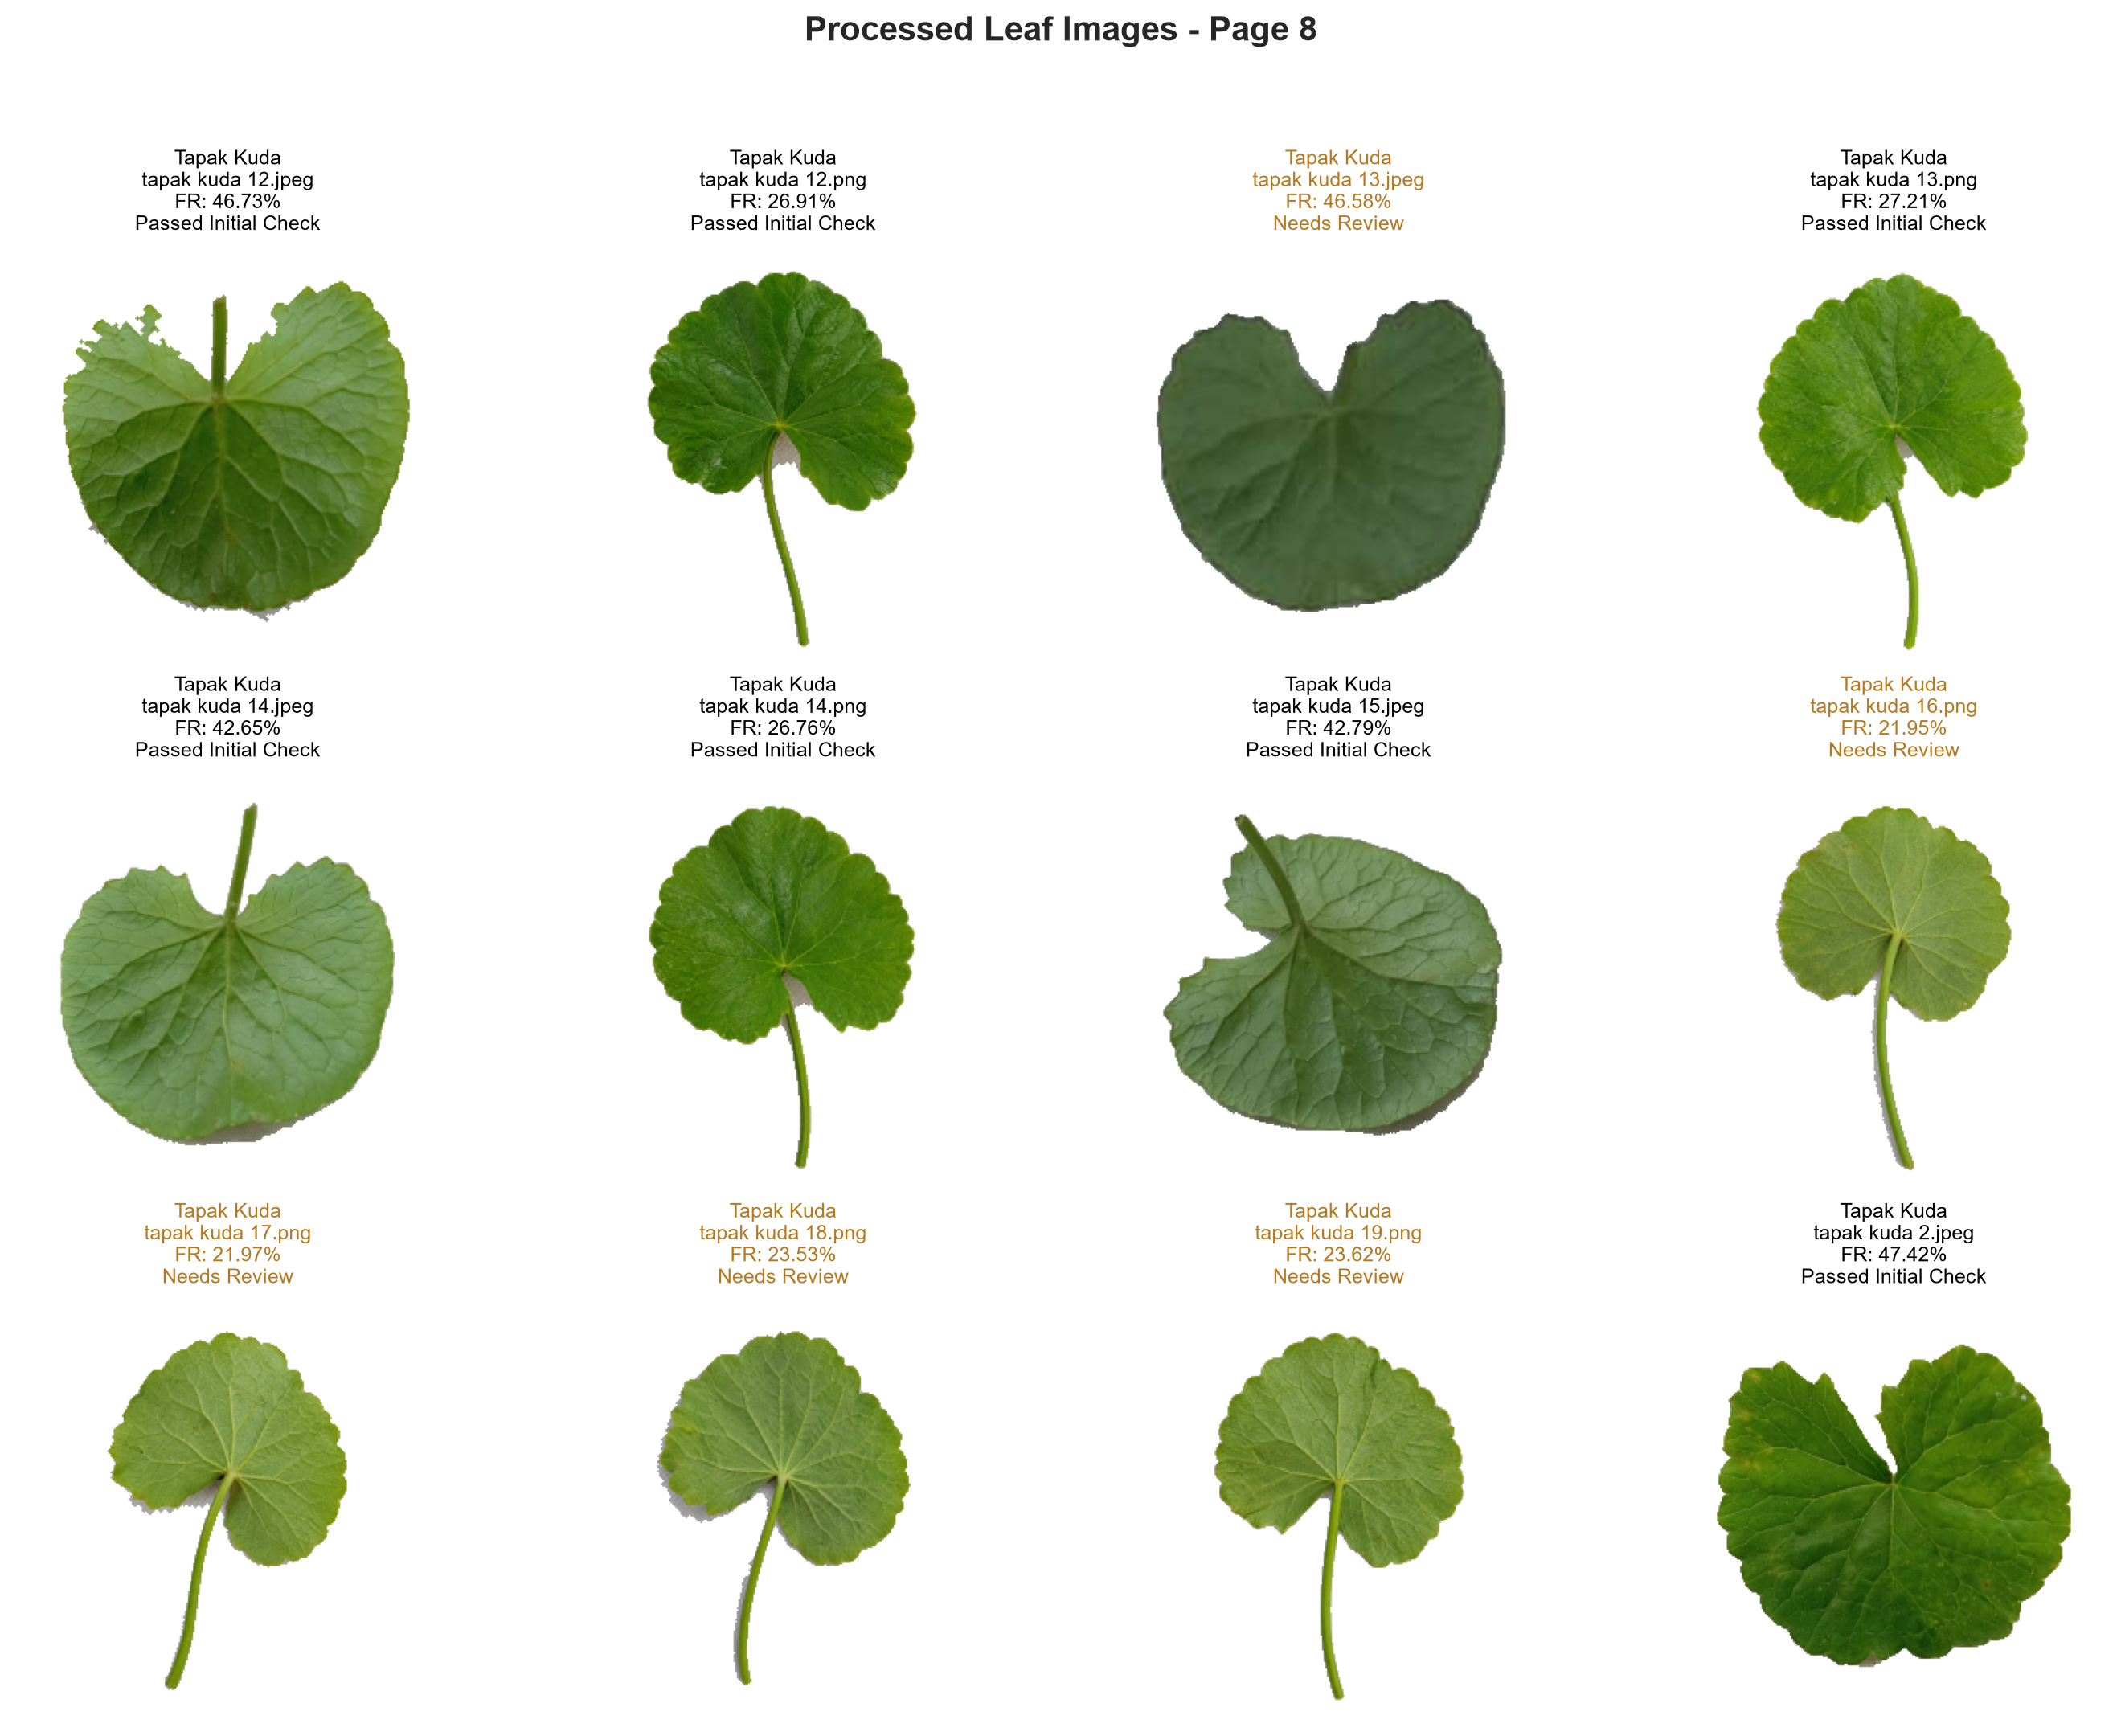 Processed Leaf Images - Page 8
Tapak Kuda
tapak kuda 12.jpeg
FR: 46.73%
Passed Initial Check
Tapak Kuda
tapak kuda 12.png
FR: 26.91%
Passed Initial Check
Tapak Kuda
tapak kuda 13.jpeg
FR: 46.58%
Needs Review
Tapak Kuda
tapak kuda 13.png
FR: 27.21%
Passed Initial Check
Tapak Kuda
tapak kuda 14.jpeg
FR: 42.65%
Passed Initial Check
Tapak Kuda
tapak kuda 14.png
FR: 26.76%
Passed Initial Check
Tapak Kuda
tapak kuda 15.jpeg
FR: 42.79%
Passed Initial Check
Tapak Kuda
tapak kuda 16.png
FR: 21.95%
Needs Review
Tapak Kuda
tapak kuda 17.png
FR: 21.97%
Needs Review
Tapak Kuda
tapak kuda 18.png
FR: 23.53%
Needs Review
Tapak Kuda
tapak kuda 19.png
FR: 23.62%
Needs Review
Tapak Kuda
tapak kuda 2.jpeg
FR: 47.42%
Passed Initial Check